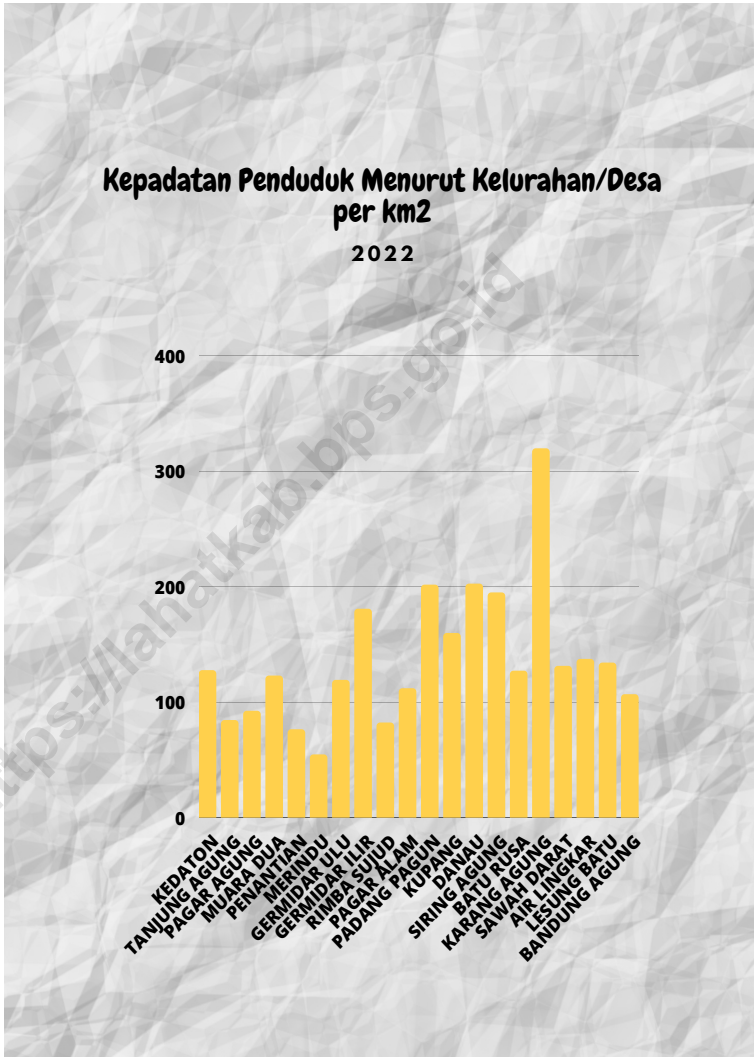 Kepadatan Penduduk Menurut Kelurahan/Desa
per km2
2022
400
300
200
100
0
KEDATON
TANJUNG AGUNG
PAGAR AGUNG
MUARA DUA
PENANTIAN
MERINDU
GERMIDAR ULU
GERMIDAR ILIR
RIMBA SUJUD
PAGAR ALAM
PADANG PAGUN
KUPANG
DANAU
SIRING AGUNG
BATU RUSA
KARANG AGUNG
SAWAH DARAT
AIR LINGKAR
LESUNG BATU
BANDUNG AGUNG
https://lahatkab.bps.go.id